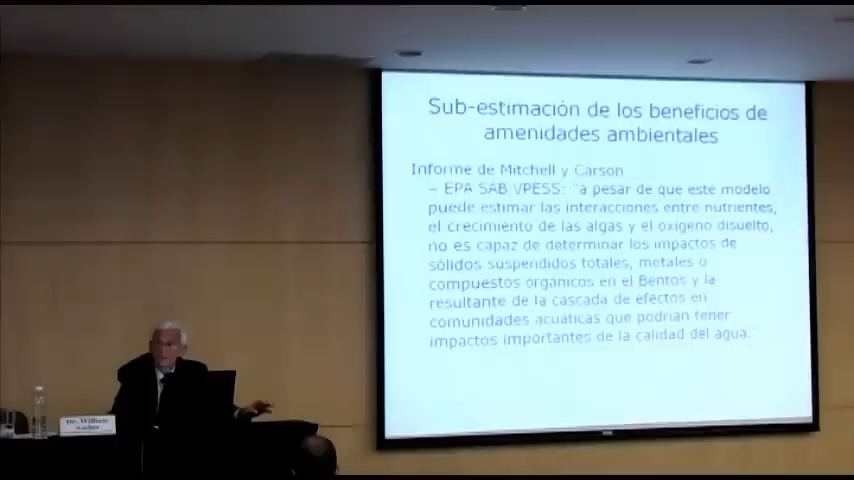 Sub-estimación de los beneficios de
amenidades ambientales
Informe de Mitchell y Carson
– EPA SAB VPESS: “a pesar de que este modelo
puede estimar las interacciones entre nutrientes,
el crecimiento de las algas y el oxígeno disuelto,
no es capaz de determinar los impactos de
sólidos suspendidos totales, metales o
compuestos orgánicos en el Bentos y la
resultante de la cascada de efectos en
comunidades acuáticas que podrían tener
impactos importantes de la calidad del agua.”
Dr. William